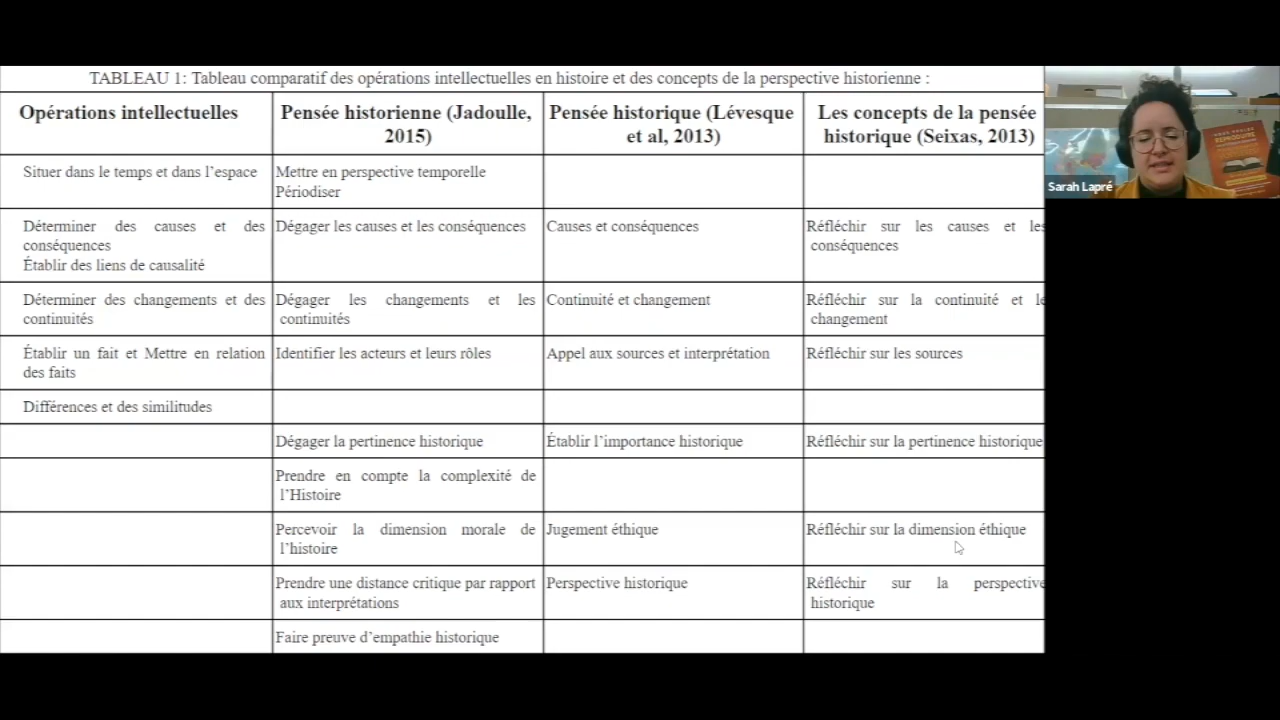 TABLEAU 1: Tableau comparatif des opérations intellectuelles en histoire et des concepts de la perspective historienne :
Opérations intellectuelles
Pensée historienne (Jadoulle,
2015)
Pensée historique (Lévesque
et al, 2013)
Les concepts de la pensée
historique (Seixas, 2013)
Situer dans le temps et dans l’espace
Mettre en perspective temporelle
Périodiser
Déterminer des causes et des
conséquences
Établir des liens de causalité
Dégager les causes et les conséquences
Causes et conséquences
Réfléchir sur les causes et les
conséquences
Déterminer des changements et des
continuités
Dégager les changements et les
continuités
Continuité et changement
Réfléchir sur la continuité et le
changement
Établir un fait et Mettre en relation
des faits
Identifier les acteurs et leurs rôles
Appel aux sources et interprétation
Réfléchir sur les sources
Différences et des similitudes
Dégager la pertinence historique
Établir l’importance historique
Réfléchir sur la pertinence historique
Prendre en compte la complexité de
l’Histoire
Percevoir la dimension morale de
l’histoire
Jugement éthique
Réfléchir sur la dimension éthique
Prendre une distance critique par rapport
aux interprétations
Perspective historique
Réfléchir sur la perspective
historique
Faire preuve d’empathie historique
Sarah Lapré
REPRODUIRE